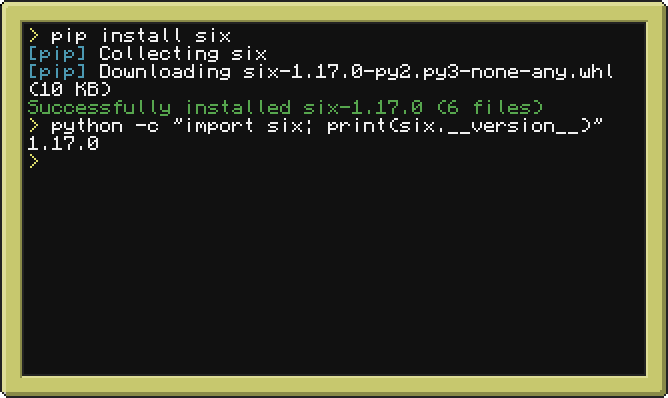 > pip install six
[pip] Collecting six
[pip] Downloading six-1.17.0-py2.py3-none-any.whl
(10 KB)
Successfully installed six-1.17.0 (6 files)
> python -c "import six; print(six.__version__)"
1.17.0
>